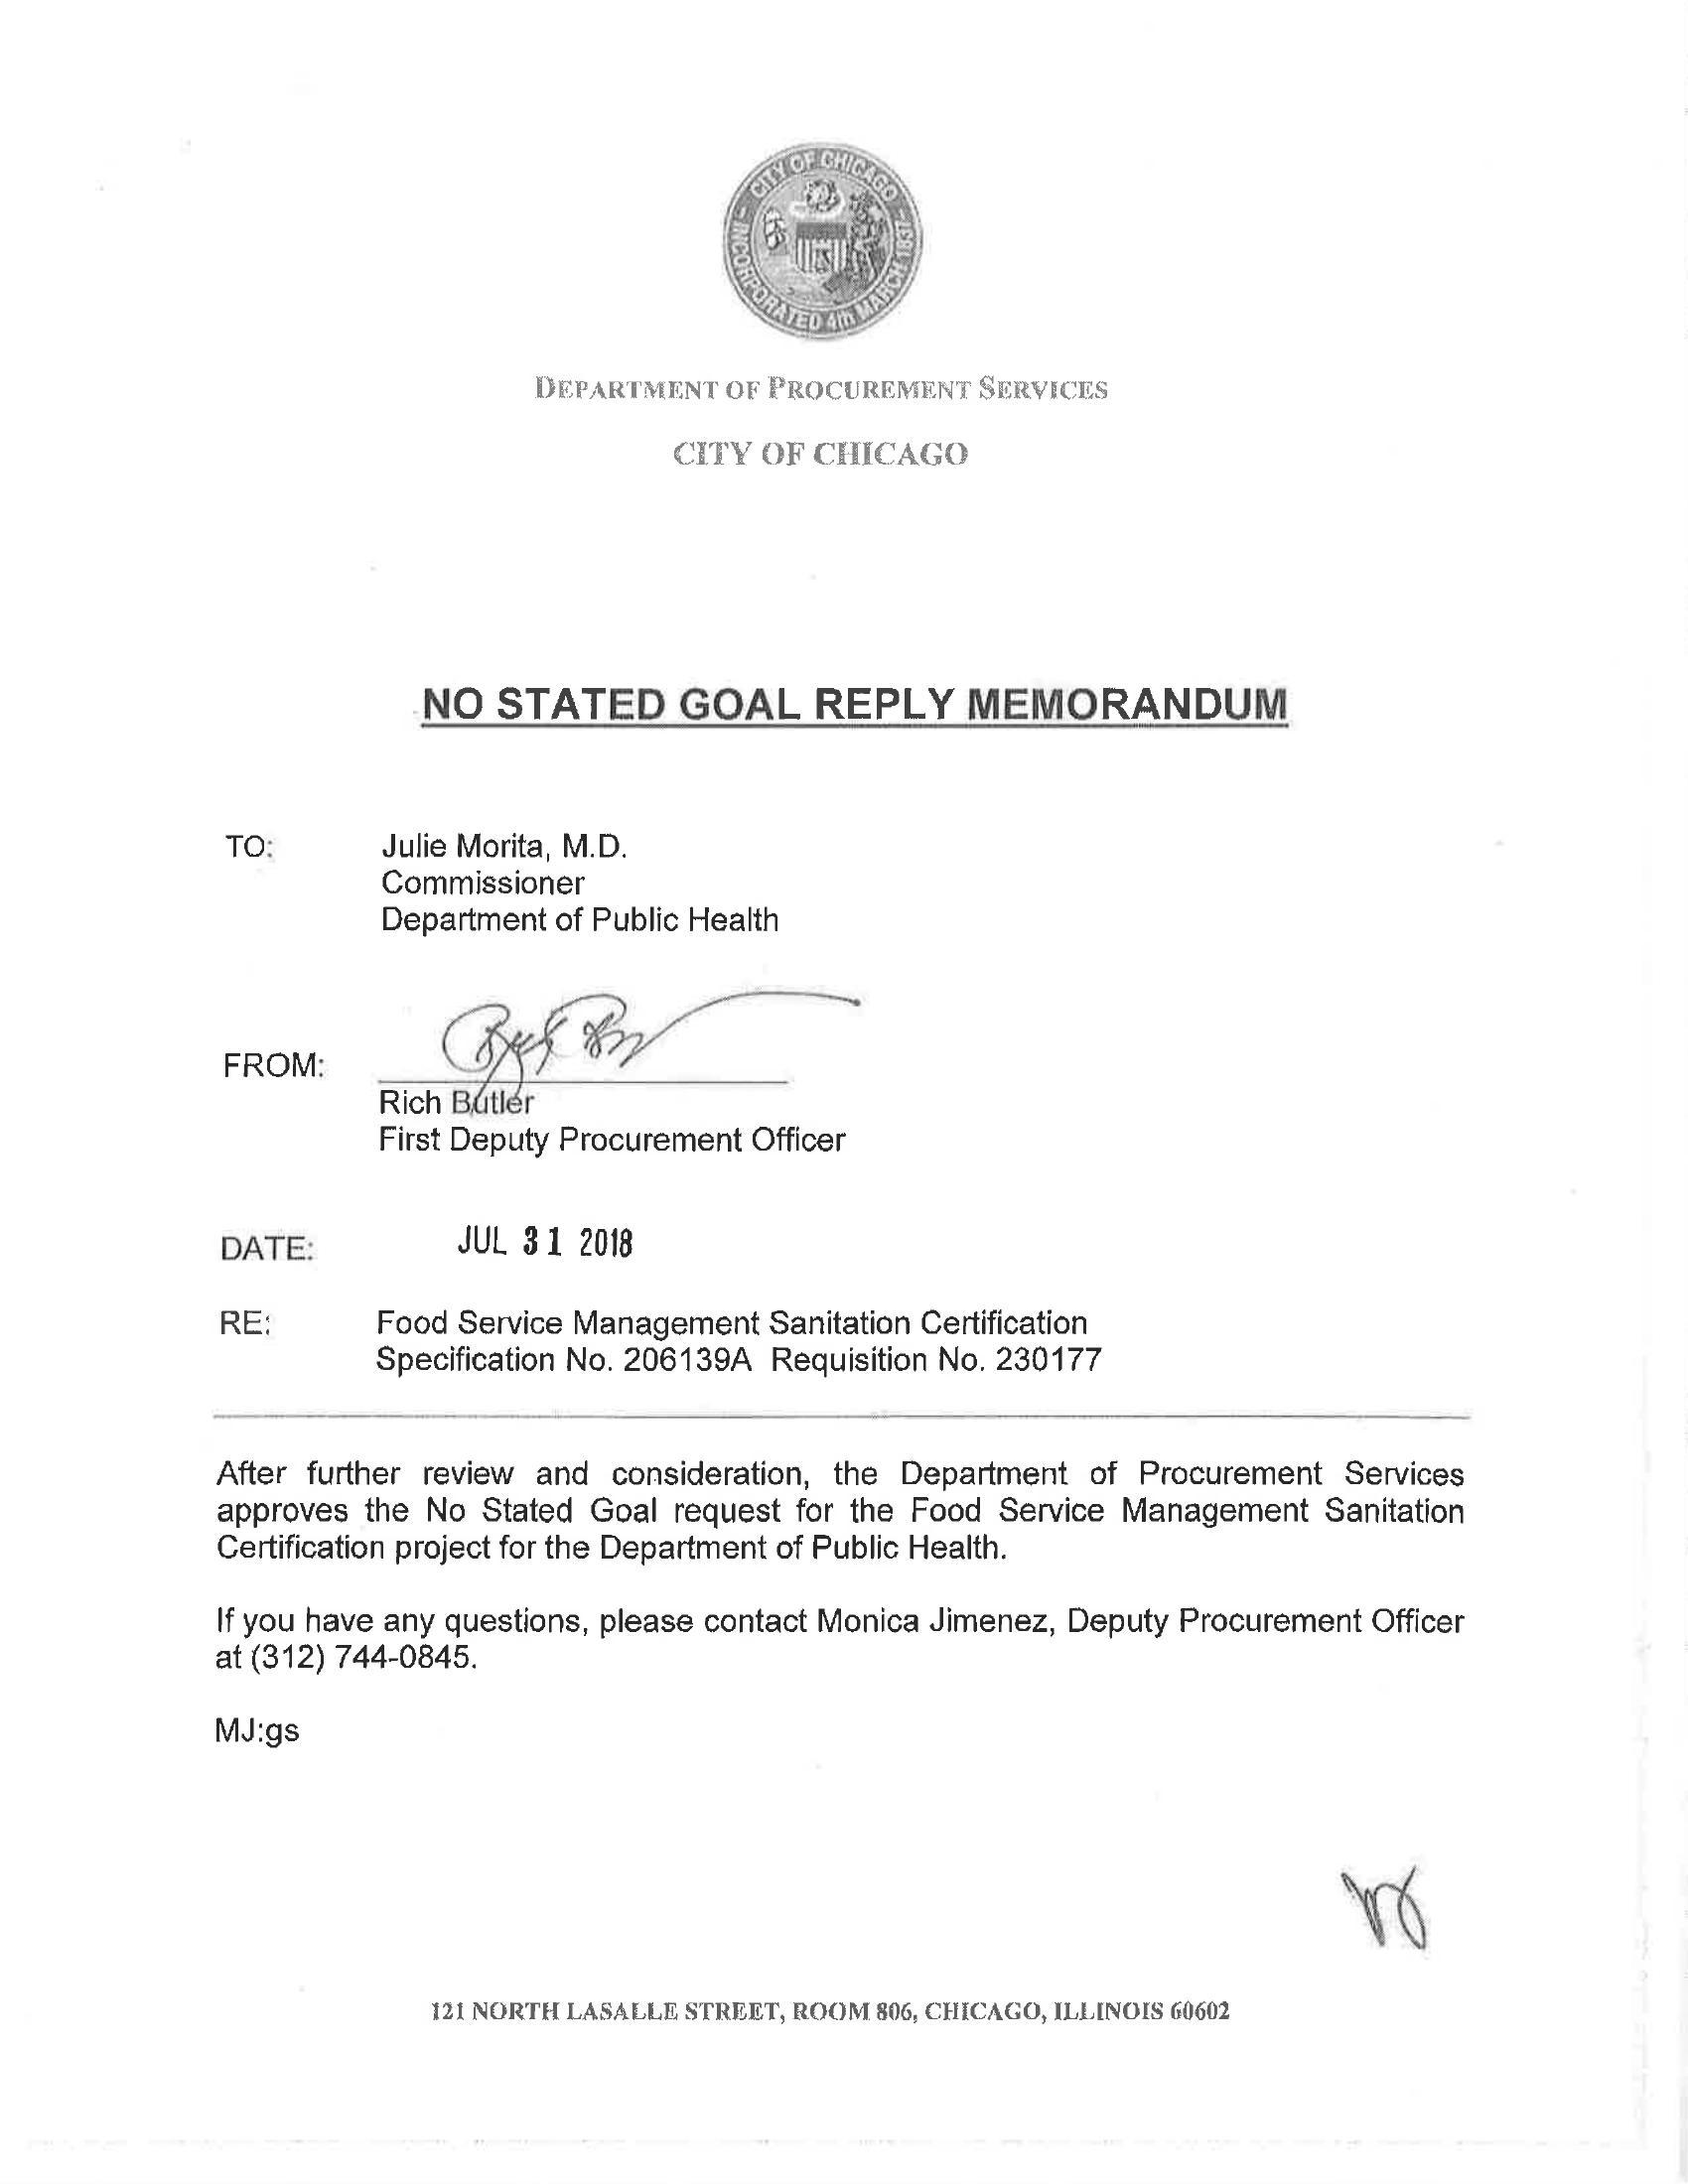 CITY OF CHICAGO
INCORPORATED 4th MARCH 1837
DEPARTMENT OF PROCUREMENT SERVICES
CITY OF CHICAGO
NO STATED GOAL REPLY MEMORANDUM
TO: Julie Morita, M.D.
Commissioner
Department of Public Health
FROM:
Rich Butler
First Deputy Procurement Officer
DATE: JUL 31 2018
RE: Food Service Management Sanitation Certification
Specification No. 206139A Requisition No. 230177
After further review and consideration, the Department of Procurement Services
approves the No Stated Goal request for the Food Service Management Sanitation
Certification project for the Department of Public Health.
If you have any questions, please contact Monica Jimenez, Deputy Procurement Officer
at (312) 744-0845.
MJ:gs
121 NORTH LASALLE STREET, ROOM 806, CHICAGO, ILLINOIS 60602